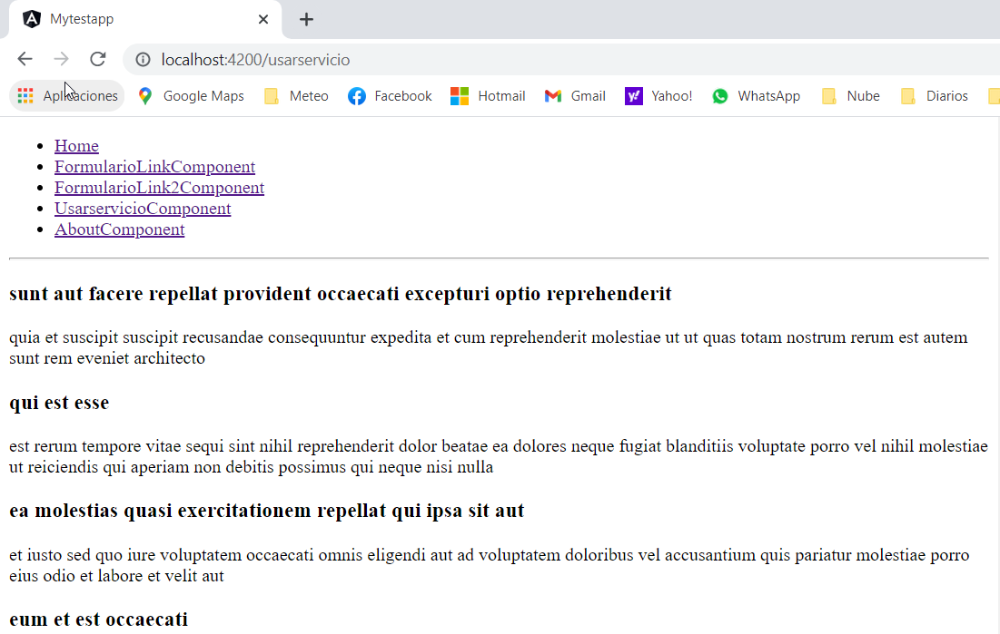 Mytestapp
localhost:4200/usarservicio
Aplicaciones Google Maps Meteo Facebook Hotmail Gmail Yahoo! WhatsApp Nube Diarios
Home
FormularioLinkComponent
FormularioLink2Component
UsarservicioComponent
AboutComponent
sunt aut facere repellat provident occaecati excepturi optio reprehenderit
quia et suscipit suscipit recusandae consequuntur expedita et cum reprehenderit molestiae ut ut quas totam nostrum rerum est autem
sunt rem eveniet architecto
qui est esse
est rerum tempore vitae sequi sint nihil reprehenderit dolor beatae ea dolores neque fugiat blanditiis voluptate porro vel nihil molestiae
ut reiciendis qui aperiam non debitis possimus qui neque nisi nulla
ea molestias quasi exercitationem repellat qui ipsa sit aut
et iusto sed quo iure voluptatem occaecati omnis eligendi aut ad voluptatem doloribus vel accusantium quis pariatur molestiae porro
eius odio et labore et velit aut
eum et est occaecati